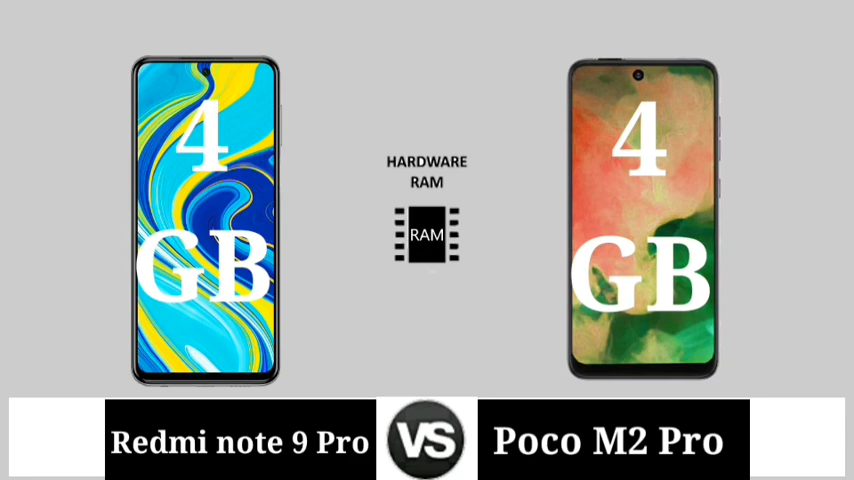 4
GB
HARDWARE
RAM
RAM
4
GB
Redmi note 9 Pro
VS
Poco M2 Pro